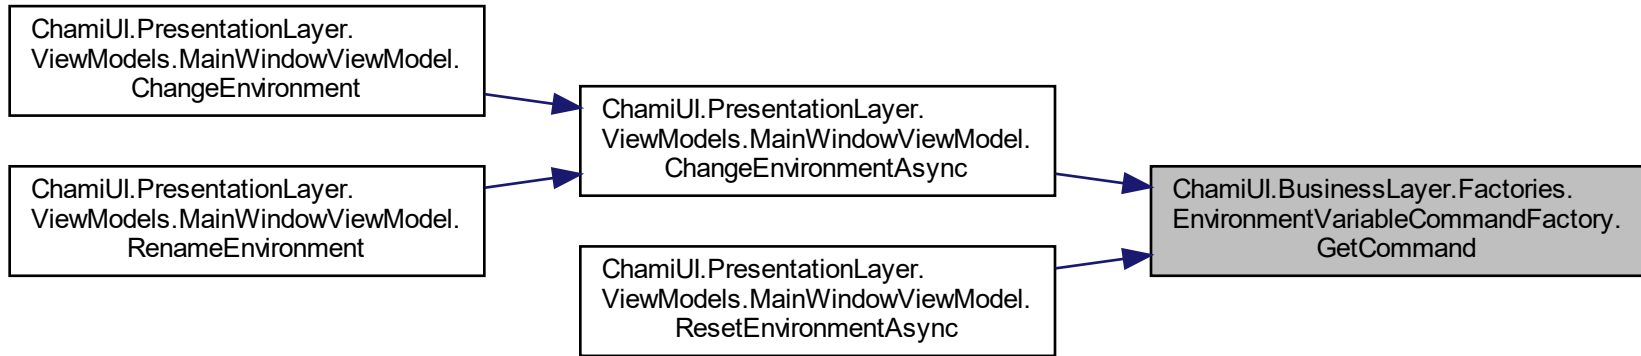 ChamiUI.PresentationLayer.
ViewModels.MainWindowViewModel.
ChangeEnvironment
ChamiUI.PresentationLayer.
ViewModels.MainWindowViewModel.
RenameEnvironment
ChamiUI.PresentationLayer.
ViewModels.MainWindowViewModel.
ChangeEnvironmentAsync
ChamiUI.PresentationLayer.
ViewModels.MainWindowViewModel.
ResetEnvironmentAsync
ChamiUI.BusinessLayer.Factories.
EnvironmentVariableCommandFactory.
GetCommand